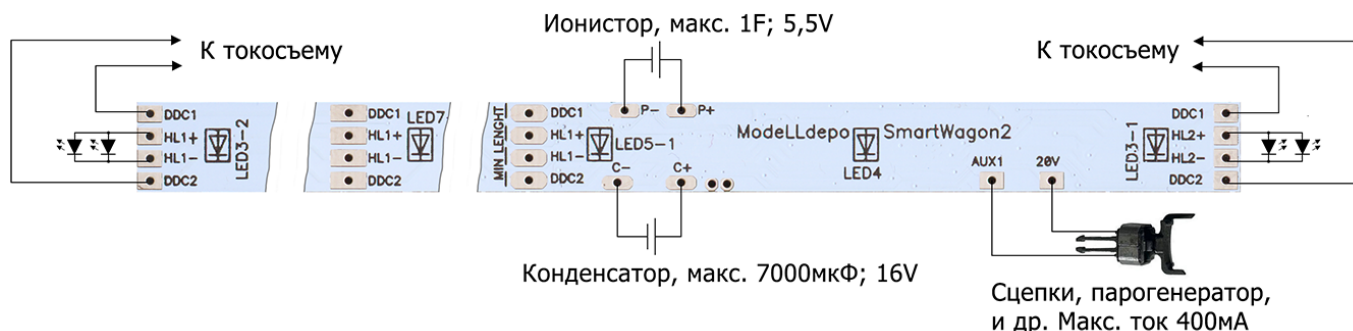 Ионистор, макс. 1F; 5,5V
К токосъему
К токосъему
DDC1
HL1+
HL1-
DDC2
LED3-2
DDC1
HL1+
HL1-
DDC2
LED7
MIN LENGHT
DDC1
HL1+
HL1-
DDC2
LED5-1
P-
P+
C-
C+
ModeLLdepo
SmartWagon2
LED4
AUX1
20V
LED3-1
DDC1
HL2+
HL2-
DDC2
Конденсатор, макс. 7000мкФ; 16V
Сцепки, парогенератор,
и др. Макс. ток 400мА